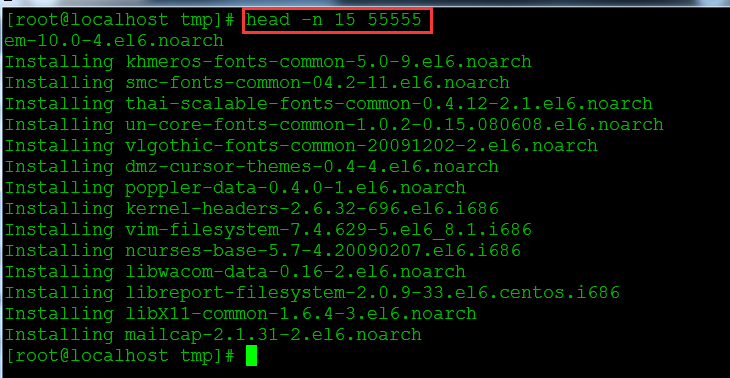 [root@localhost tmp]# head -n 15 55555
em-10.0-4.el6.noarch
Installing khmeros-fonts-common-5.0-9.el6.noarch
Installing smc-fonts-common-04.2-11.el6.noarch
Installing thai-scalable-fonts-common-0.4.12-2.1.el6.noarch
Installing un-core-fonts-common-1.0.2-0.15.080608.el6.noarch
Installing vlgothic-fonts-common-20091202-2.el6.noarch
Installing dmz-cursor-themes-0.4-4.el6.noarch
Installing poppler-data-0.4.0-1.el6.noarch
Installing kernel-headers-2.6.32-696.el6.i686
Installing vim-filesystem-7.4.629-5.el6_8.1.i686
Installing ncurses-base-5.7-4.20090207.el6.i686
Installing libwacom-data-0.16-2.el6.noarch
Installing libreport-filesystem-2.0.9-33.el6.centos.i686
Installing libX11-common-1.6.4-3.el6.noarch
Installing mailcap-2.1.31-2.el6.noarch
[root@localhost tmp]#